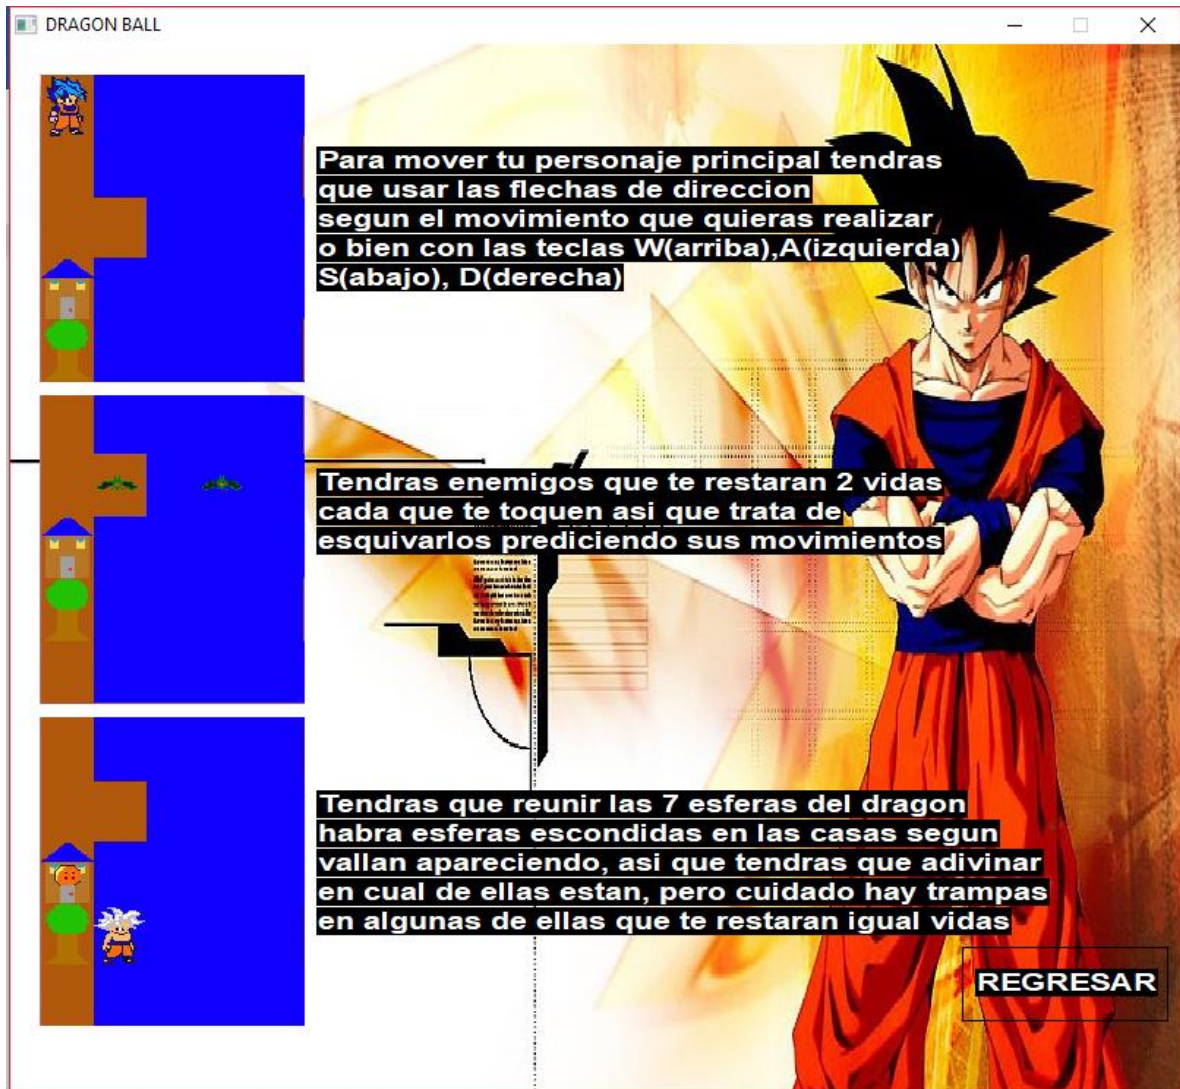 DRAGON BALL
Para mover tu personaje principal tendras
que usar las flechas de direccion
segun el movimiento que quieras realizar
o bien con las teclas W(arriba),A(izquierda)
S(abajo), D(derecha)
Tendras enemigos que te restaran 2 vidas
cada que te toquen asi que trata de
esquivarlos prediciendo sus movimientos
Tendras que reunir las 7 esferas del dragon
habra esferas escondidas en las casas segun
vallan apareciendo, asi que tendras que adivinar
en cual de ellas estan, pero cuidado hay trampas
en algunas de ellas que te restaran igual vidas
REGRESAR